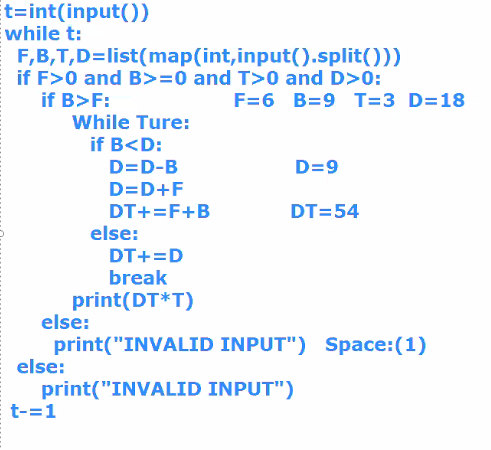 t=int(input())
while t:
F,B,T,D=list(map(int,input().split()))
if F>0 and B>=0 and T>0 and D>0:
if B>F: F=6 B=9 T=3 D=18
While Ture:
if B<D:
D=D-B D=9
D=D+F
DT+=F+B DT=54
else:
DT+=D
break
print(DT*T)
else:
print("INVALID INPUT") Space:(1)
else:
print("INVALID INPUT")
t-=1